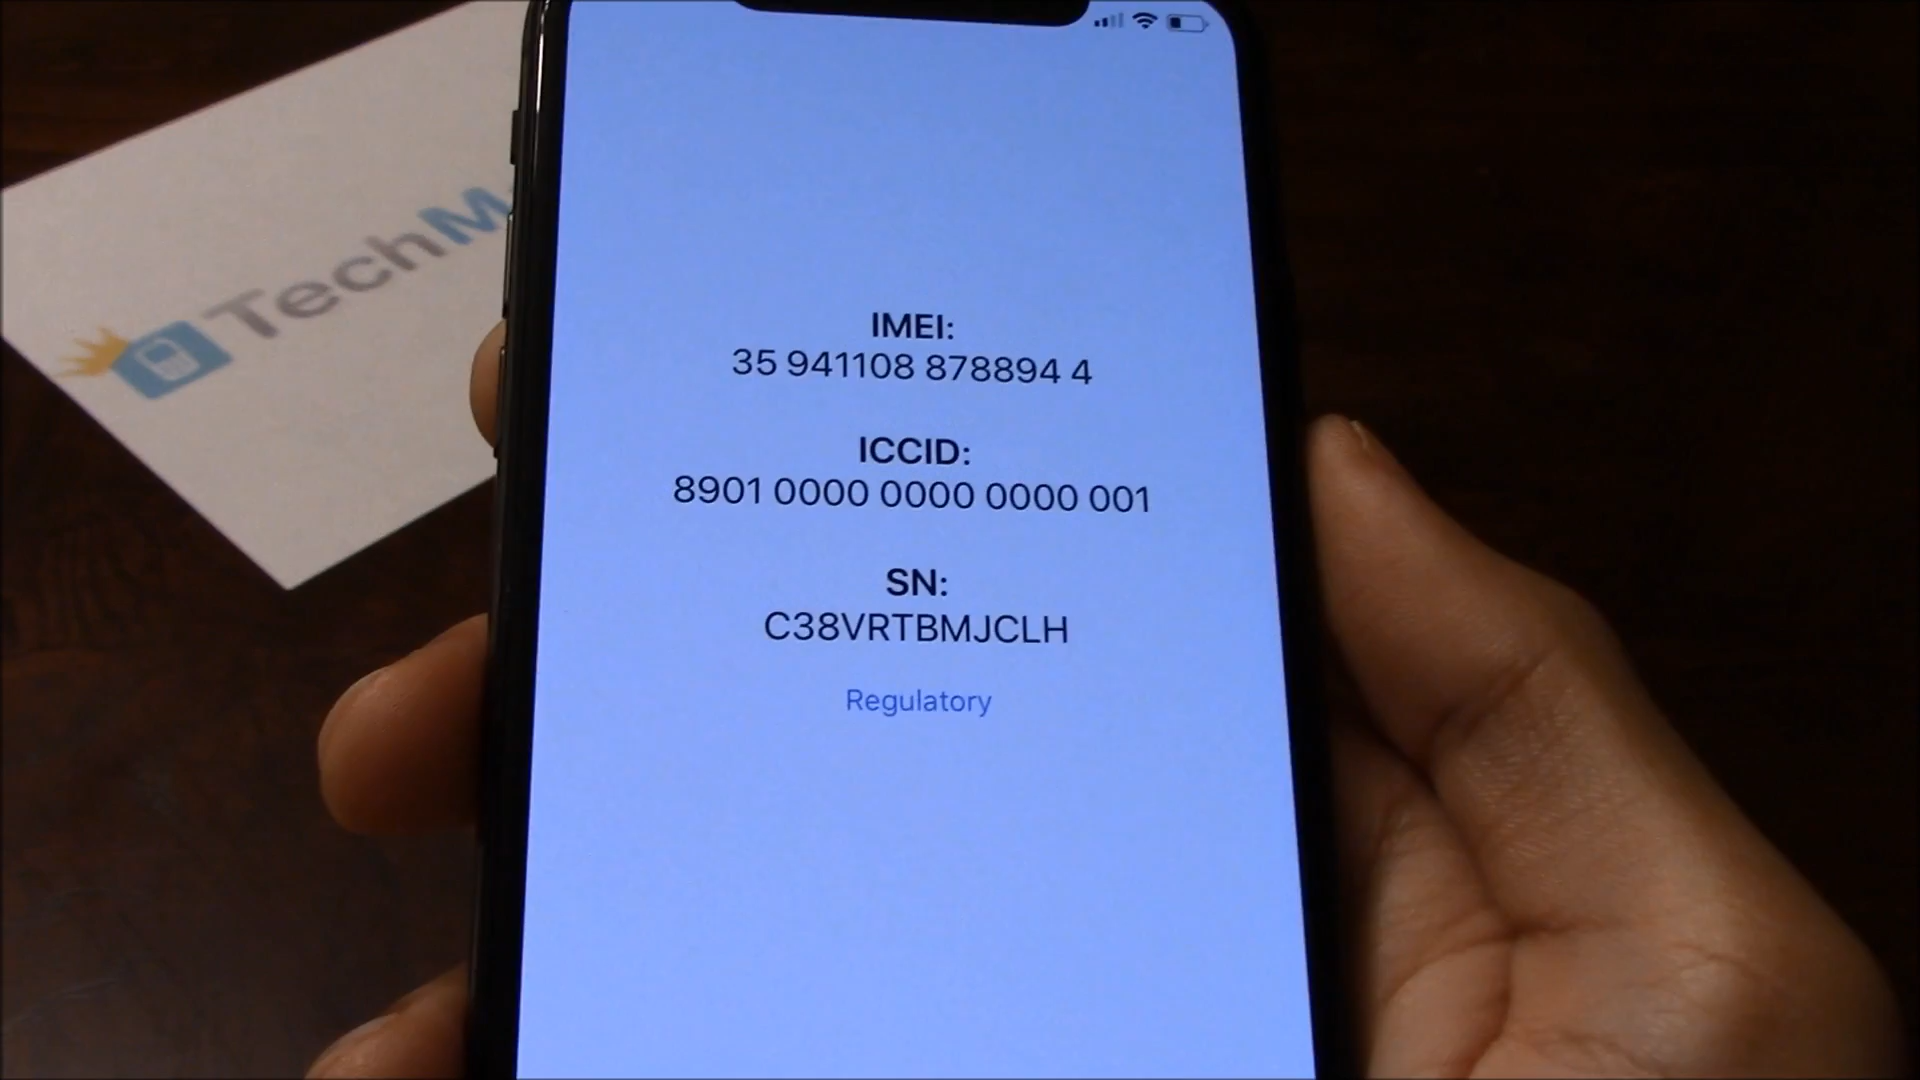 TechM
IMEI:
35 941108 878894 4
ICCID:
8901 0000 0000 0000 001
SN:
C38VRTBMJCLH
Regulatory